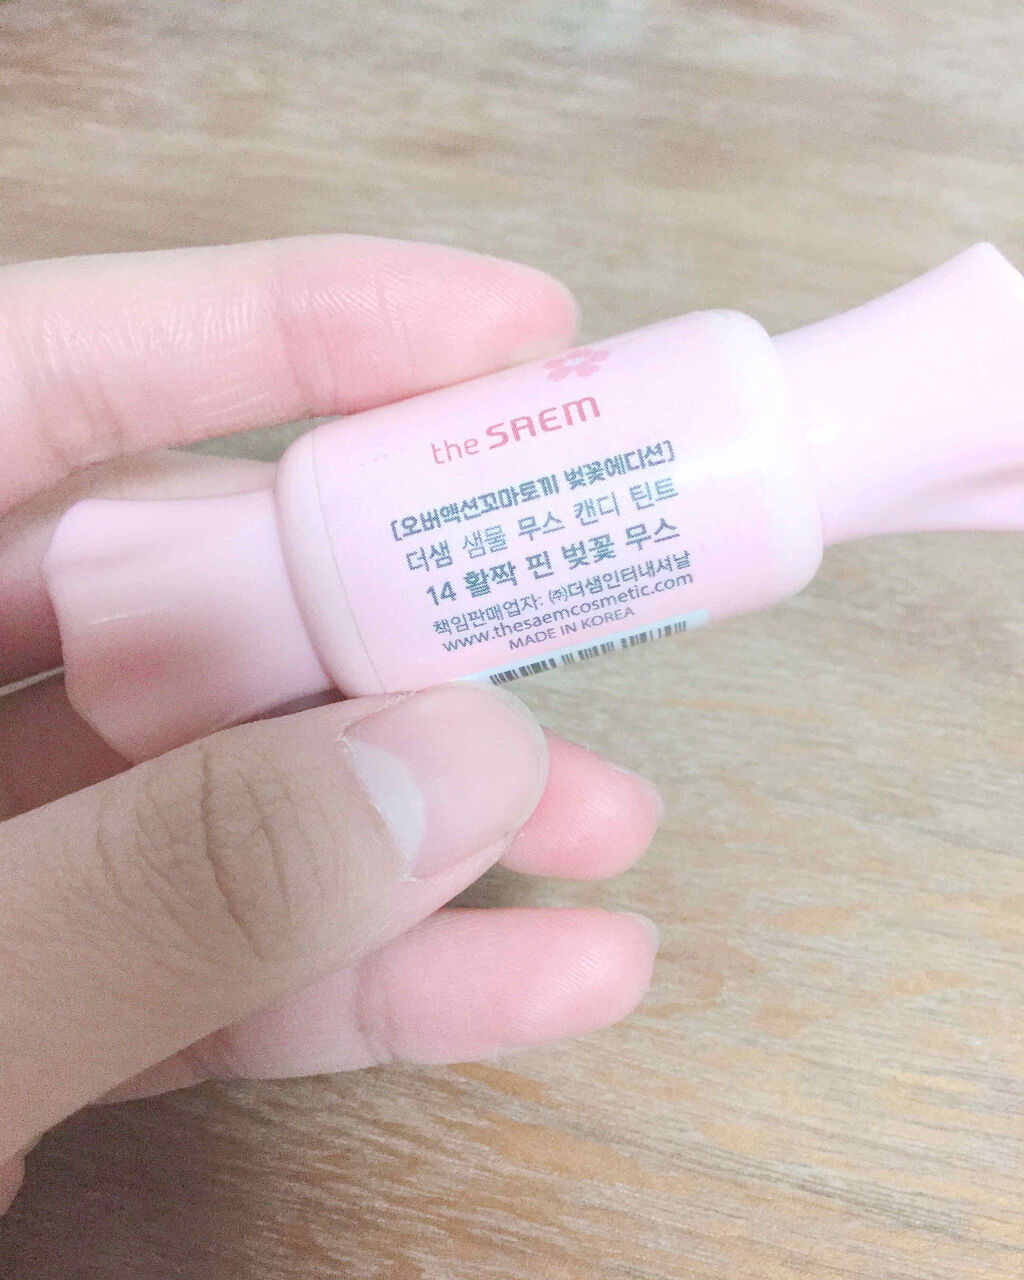 the SAEM
[오버액션꼬마토끼 벚꽃에디션]
더샘 샘물 무스 캔디 틴트
14 활짝 핀 벚꽃 무스
책임판매업자: ㈜더샘인터내셔날
www.thesaemcosmetic.com
MADE IN KOREA